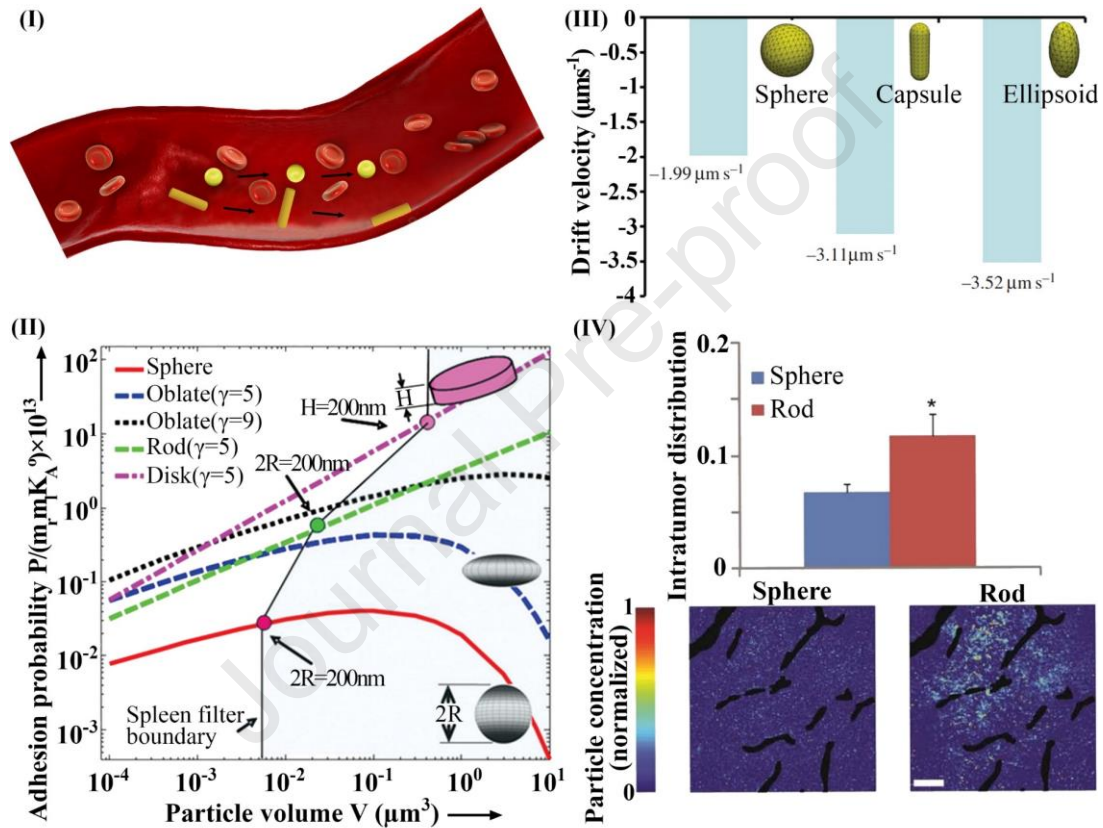 (I)
(III)
Drift velocity (μms⁻¹)
0
-0.5
-1
-1.5
-2
-2.5
-3
-3.5
-4
Sphere
Capsule
Ellipsoid
−1.99 μm s⁻¹
−3.11μm s⁻¹
−3.52 μm s⁻¹
(II)
Adhesion probability P/(mᵣmₗK_A°)×10¹³
10²
10¹
10⁰
10⁻¹
10⁻²
10⁻³
Sphere
Oblate(γ=5)
Oblate(γ=9)
Rod(γ=5)
Disk(γ=5)
H
H=200nm
2R=200nm
2R=200nm
Spleen filter
boundary
2R
10⁻⁴
10⁻³
10⁻²
10⁻¹
10⁰
10¹
Particle volume V (μm³)
(IV)
Intratumor distribution
0.2
0.1
0
Sphere
Rod
*
Sphere
Rod
Particle concentration
(normalized)
1
0
Journal Pre-proof